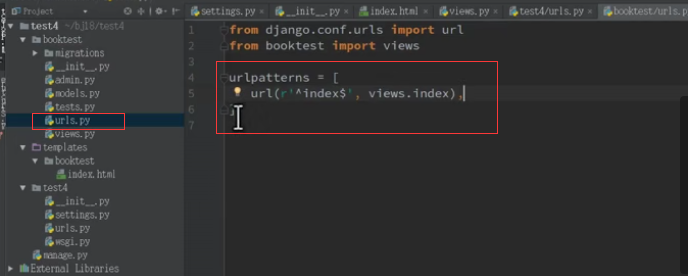 Project
settings.py
__init__.py
index.html
views.py
test4/urls.py
booktest/urls.py
test4 ~/bj18/test4
booktest
migrations
__init__.py
admin.py
models.py
tests.py
urls.py
views.py
templates
booktest
index.html
test4
__init__.py
settings.py
urls.py
wsgi.py
manage.py
External Libraries
1 from django.conf.urls import url
2 from booktest import views
3
4 urlpatterns = [
5 url(r'^index$', views.index),
6 ]
7